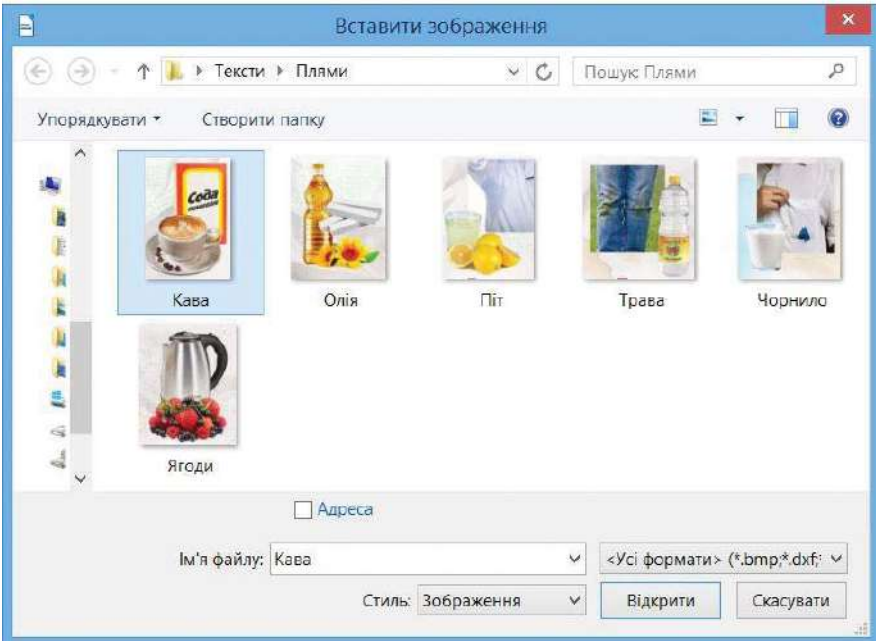 Вставити зображення
Тексти Плями
Пошук: Плями
Упорядкувати Створити папку
Сода
Кава Олія Піт Трава Чорнило
Ягоди
Адреса
Ім'я файлу: Кава <Усі формати> (*.bmp;*.dxf;
Стиль: Зображення Відкрити Скасувати